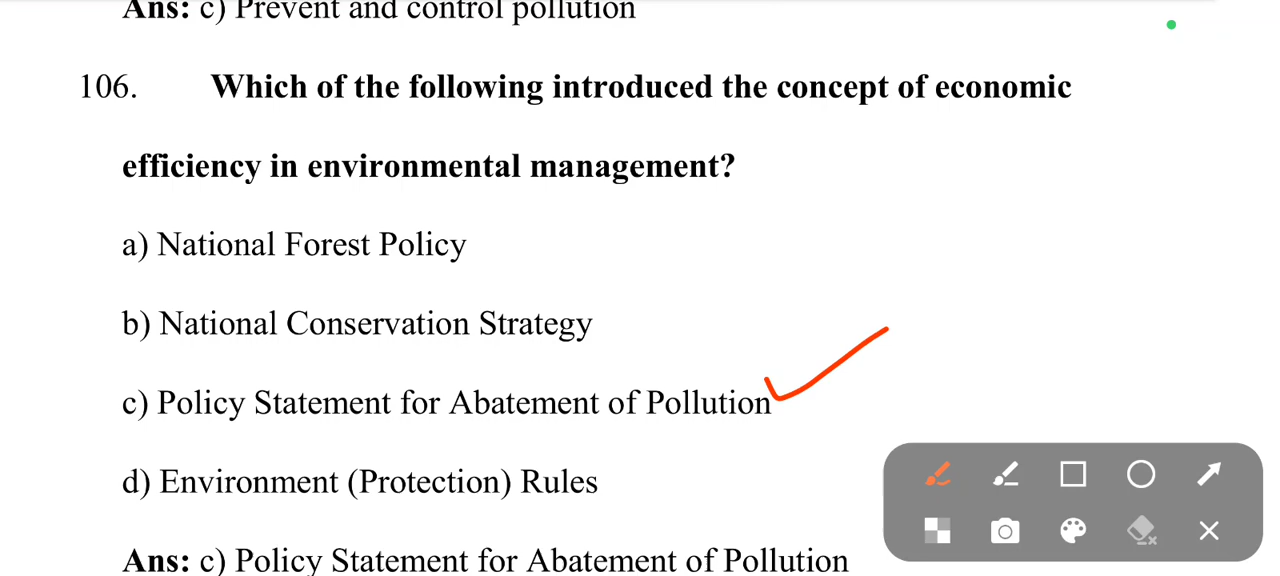 Ans: c) Prevent and control pollution
106. Which of the following introduced the concept of economic
efficiency in environmental management?
a) National Forest Policy
b) National Conservation Strategy
c) Policy Statement for Abatement of Pollution
d) Environment (Protection) Rules
Ans: c) Policy Statement for Abatement of Pollution